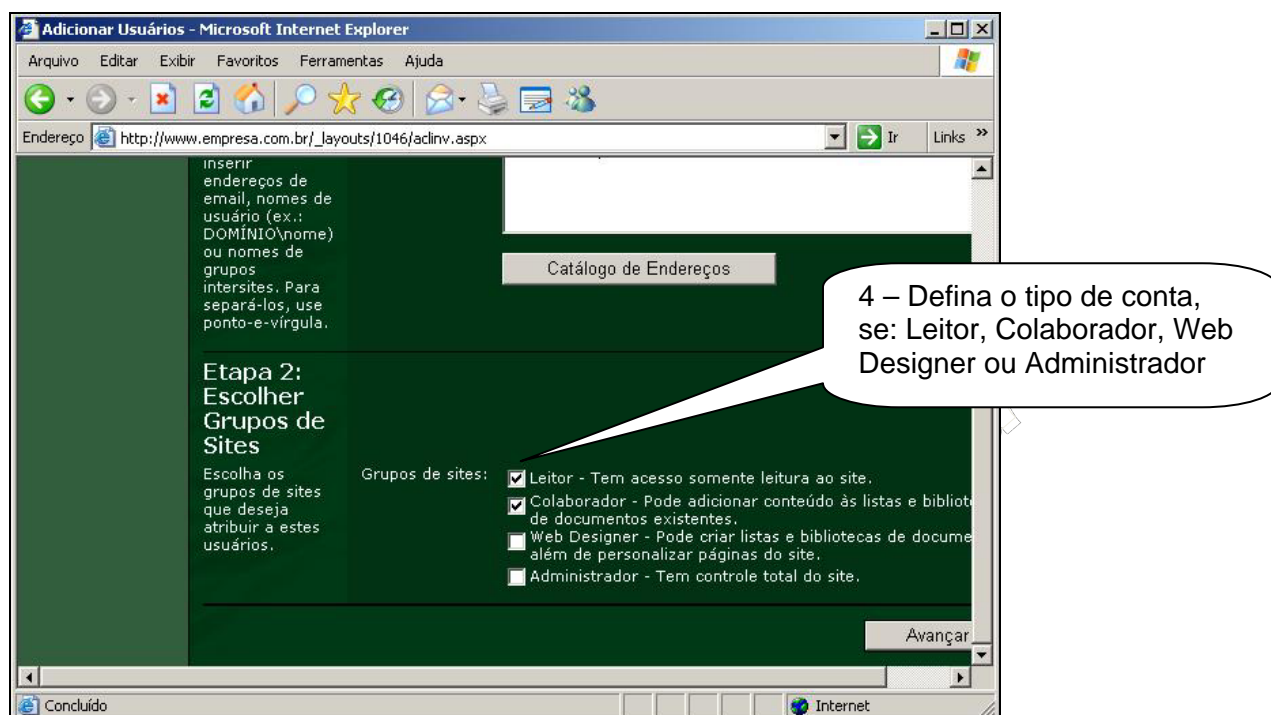 Adicionar Usuários - Microsoft Internet Explorer
Arquivo Editar Exibir Favoritos Ferramentas Ajuda
Endereço http://www.empresa.com.br/_layouts/1046/aclinv.aspx Ir Links »
inserir
endereços de
email, nomes de
usuário (ex.:
DOMÍNIO\nome)
ou nomes de
grupos
intersites. Para
separá-los, use
ponto-e-vírgula.
Catálogo de Endereços
4 – Defina o tipo de conta,
se: Leitor, Colaborador, Web
Designer ou Administrador
Etapa 2:
Escolher
Grupos de
Sites
Escolha os
grupos de sites
que deseja
atribuir a estes
usuários.
Grupos de sites:
Leitor - Tem acesso somente leitura ao site.
Colaborador - Pode adicionar conteúdo às listas e bibliot
de documentos existentes.
Web Designer - Pode criar listas e bibliotecas de docume
além de personalizar páginas do site.
Administrador - Tem controle total do site.
Avançar
Concluído Internet